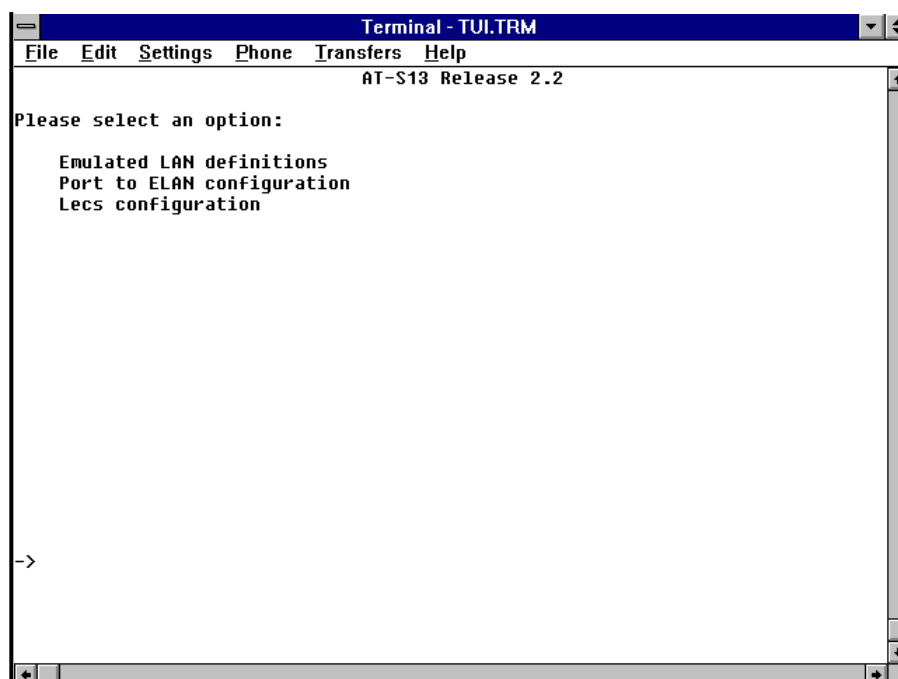 Terminal - TUI.TRM
File Edit Settings Phone Transfers Help
AT-S13 Release 2.2
Please select an option:
Emulated LAN definitions
Port to ELAN configuration
Lecs configuration
->